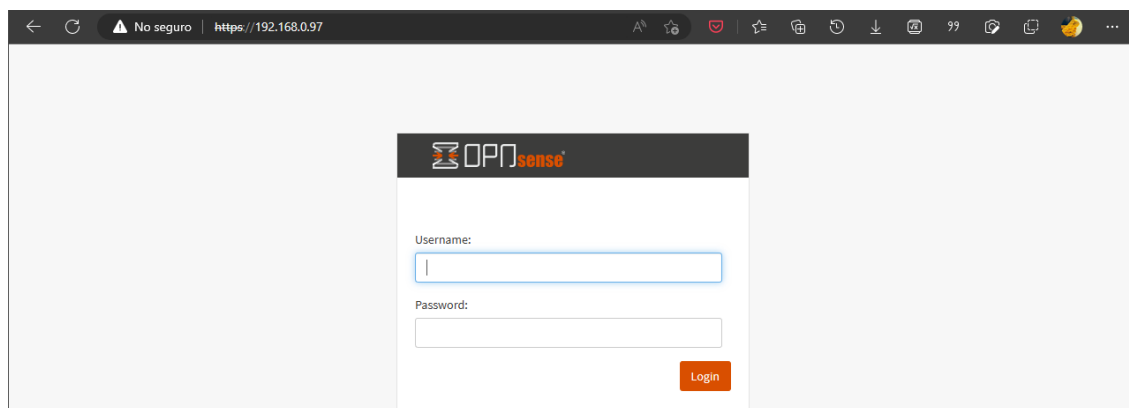 No seguro | https://192.168.0.97
OPNsense
Username:
Password:
Login